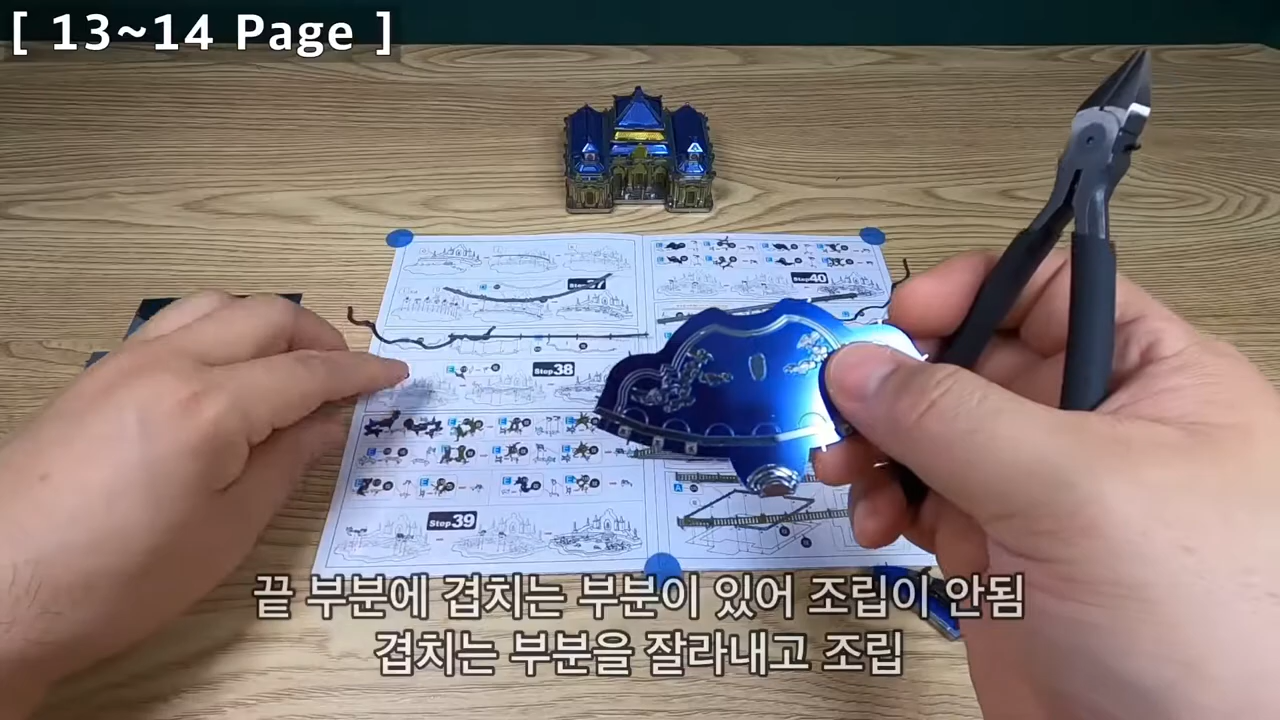 [ 13~14 Page ]
Step37
Step40
Step38
Step39
끝 부분에 겹치는 부분이 있어 조립이 안됨
겹치는 부분을 잘라내고 조립